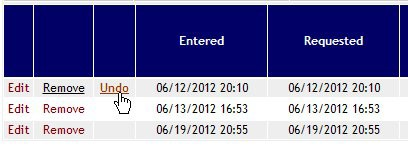 Entered Requested
Edit Remove Undo 06/12/2012 20:10 06/12/2012 20:10
Edit Remove 06/13/2012 16:53 06/13/2012 16:53
Edit Remove 06/19/2012 20:55 06/19/2012 20:55